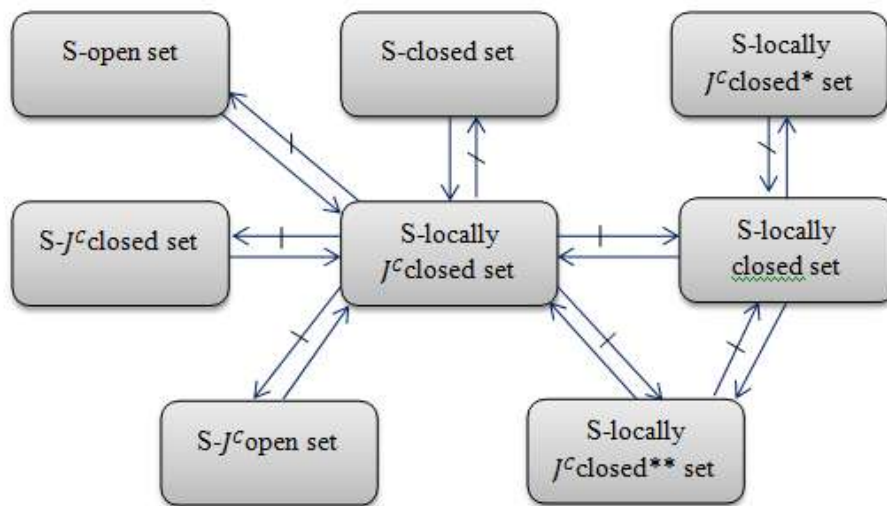 S-open set
S-closed set
S-locally
J^C closed* set
S-J^C closed set
S-locally
J^C closed set
S-locally
closed set
S-J^C open set
S-locally
J^C closed** set